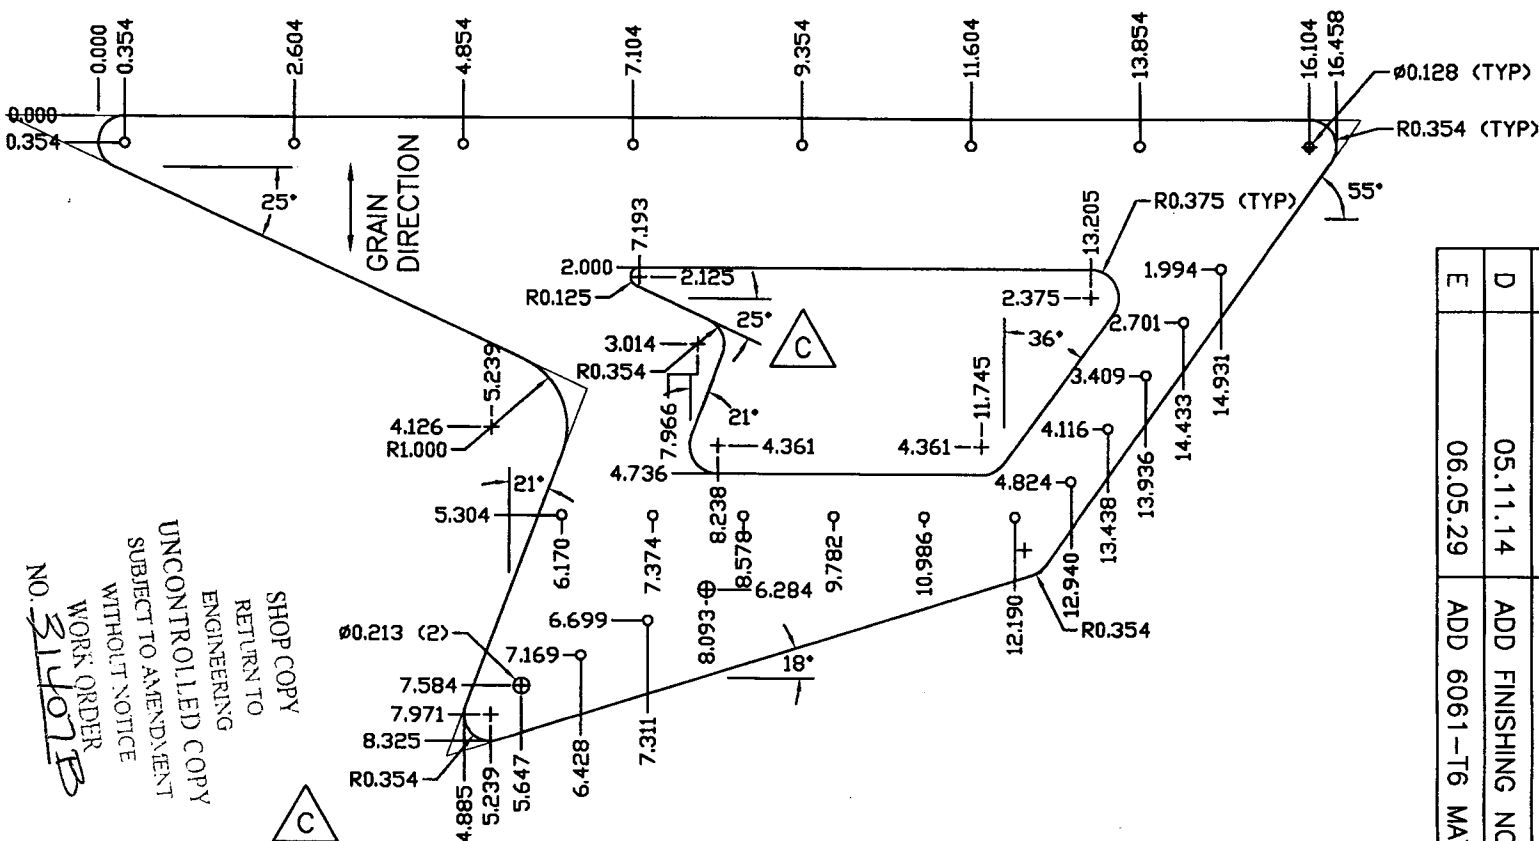 0.000
0.354
2.604
4.854
7.104
9.354
11.604
13.854
16.104
16.458
Ø0.128 (TYP)
R0.354 (TYP)
0.000
0.354
25°
GRAIN
DIRECTION
55°
7.193
2.000
2.125
R0.125
25°
C
13.205
R0.375 (TYP)
2.375
1.994
2.701
36°
3.409
3.014
R0.354
7.966
21°
11.745
4.361
4.361
4.736
8.238
4.116
4.824
14.931
14.433
13.936
13.438
12.940
5.239
4.126
R1.000
21°
5.304
6.170
7.374
8.578
9.782
10.986
12.190
R0.354
6.284
8.093
6.699
Ø0.213 (2)
7.169
7.584
7.971
8.325
R0.354
18°
4.885
5.239
5.647
6.428
7.311
C
SHOP COPY
RETURN TO
ENGINEERING
UNCONTROLLED COPY
SUBJECT TO AMENDMENT
WITHOUT NOTICE
WORK ORDER
NO. 31407B
D 05.11.14 ADD FINISHING NO
E 06.05.29 ADD 6061-T6 MA